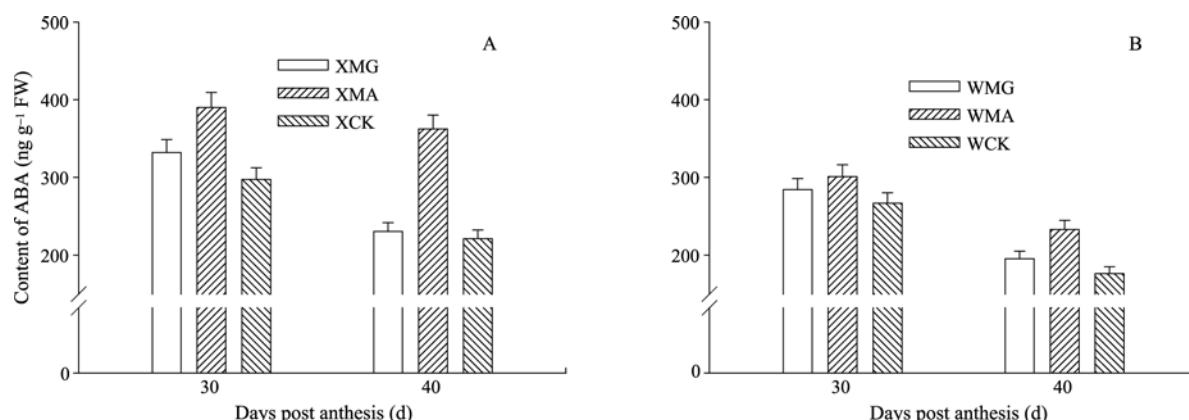 500
400
300
200
0
Content of ABA (ng g⁻¹ FW)
A
XMG
XMA
XCK
30
40
Days post anthesis (d)
500
400
300
200
0
B
WMG
WMA
WCK
30
40
Days post anthesis (d)